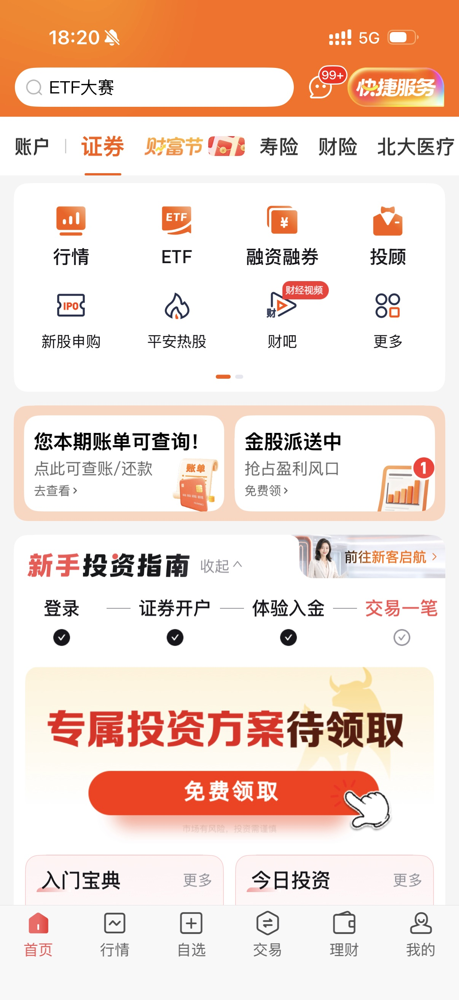 18:20
5G
ETF大赛
99+
快捷服务
账户
证券
财富节
寿险
财险
北大医疗
行情
ETF
ETF
¥
融资融券
投顾
IPO
新股申购
平安热股
财经视频
财
财吧
更多
您本期账单可查询!
点此可查账/还款
去查看
账单
金股派送中
抢占盈利风口
免费领
1
新手投资指南
收起
前往新客启航
登录
证券开户
体验入金
交易一笔
专属投资方案待领取
免费领取
市场有风险，投资需谨慎
入门宝典
更多
今日投资
更多
首页
行情
自选
交易
理财
我的